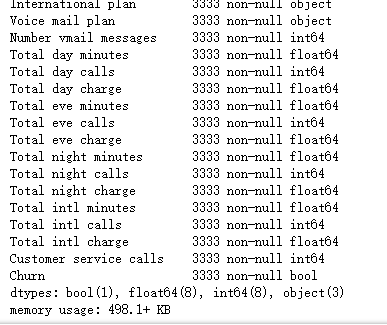 International plan 3333 non-null object
Voice mail plan 3333 non-null object
Number vmail messages 3333 non-null int64
Total day minutes 3333 non-null float64
Total day calls 3333 non-null int64
Total day charge 3333 non-null float64
Total eve minutes 3333 non-null float64
Total eve calls 3333 non-null int64
Total eve charge 3333 non-null float64
Total night minutes 3333 non-null float64
Total night calls 3333 non-null int64
Total night charge 3333 non-null float64
Total intl minutes 3333 non-null float64
Total intl calls 3333 non-null int64
Total intl charge 3333 non-null float64
Customer service calls 3333 non-null int64
Churn 3333 non-null bool
dtypes: bool(1), float64(8), int64(8), object(3)
memory usage: 498.1+ KB